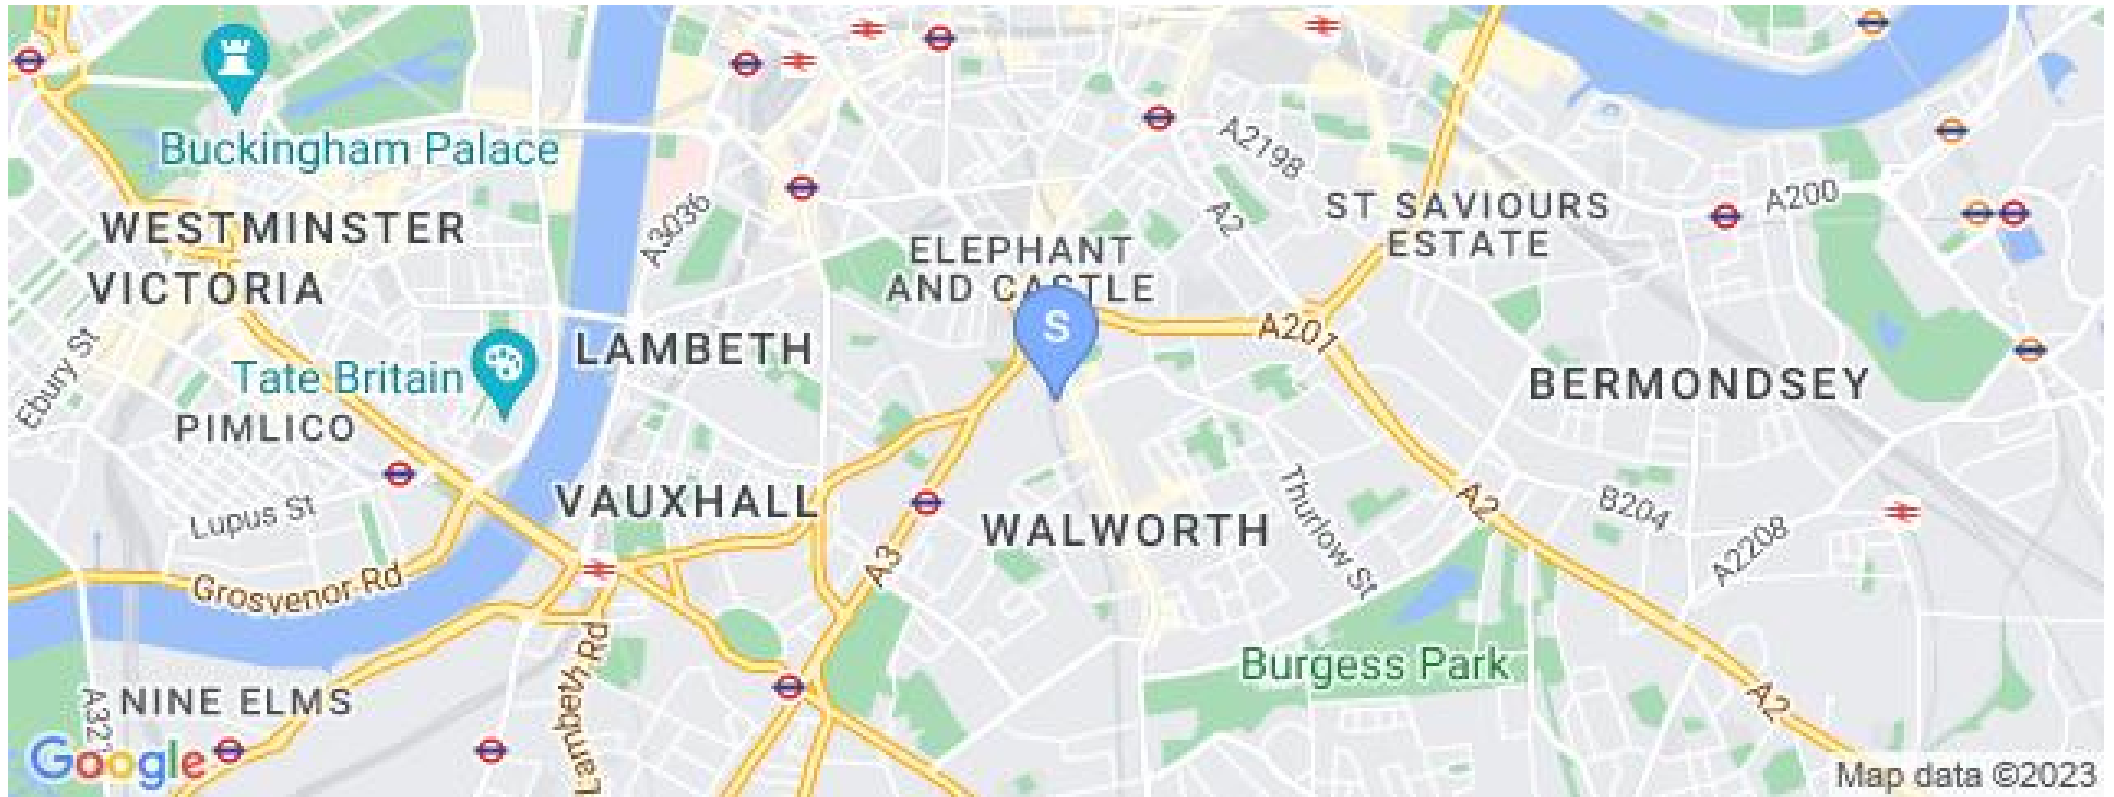 Buckingham Palace
A2198
A3036
A200
WESTMINSTER
A2
ST SAVIOURS
ESTATE
ELEPHANT
AND CASTLE
VICTORIA
S
A201
Ebury St
LAMBETH
Tate Britain
BERMONDSEY
PIMLICO
VAUXHALL
Lupus St
WALWORTH
Thurlow St
A2
B204
A2208
A3
Grosvenor Rd
Lambeth Rd
Burgess Park
NINE ELMS
A2
Google
Map data ©2023